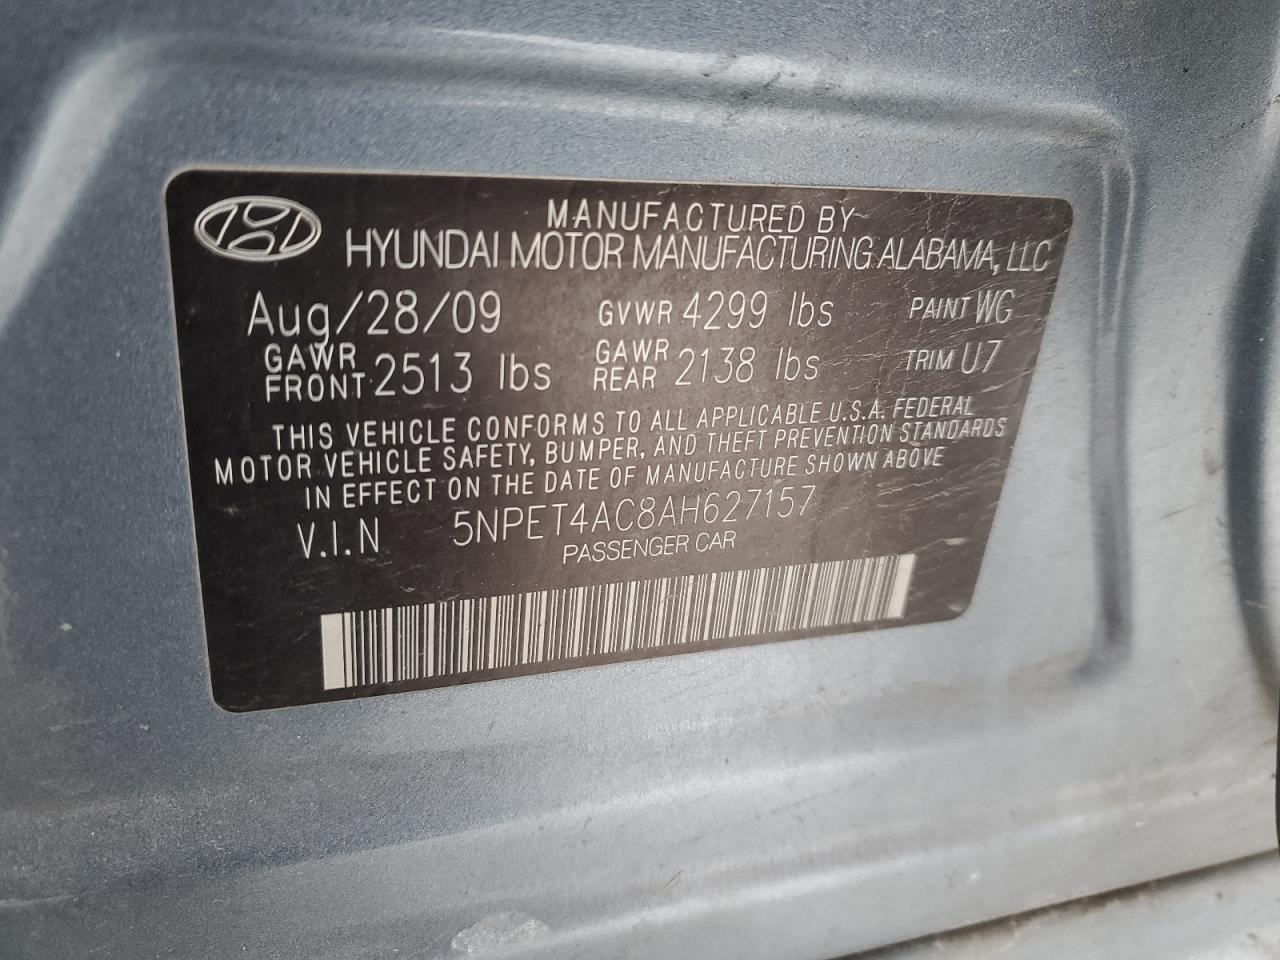 MANUFACTURED BY
HYUNDAI MOTOR MANUFACTURING ALABAMA, LLC
Aug/28/09 GVWR 4299 lbs PAINT WG
GAWR FRONT 2513 lbs GAWR REAR 2138 lbs TRIM U7
THIS VEHICLE CONFORMS TO ALL APPLICABLE U.S.A. FEDERAL
MOTOR VEHICLE SAFETY, BUMPER, AND THEFT PREVENTION STANDARDS
IN EFFECT ON THE DATE OF MANUFACTURE SHOWN ABOVE
V.I.N 5NPET4AC8AH627157
PASSENGER CAR